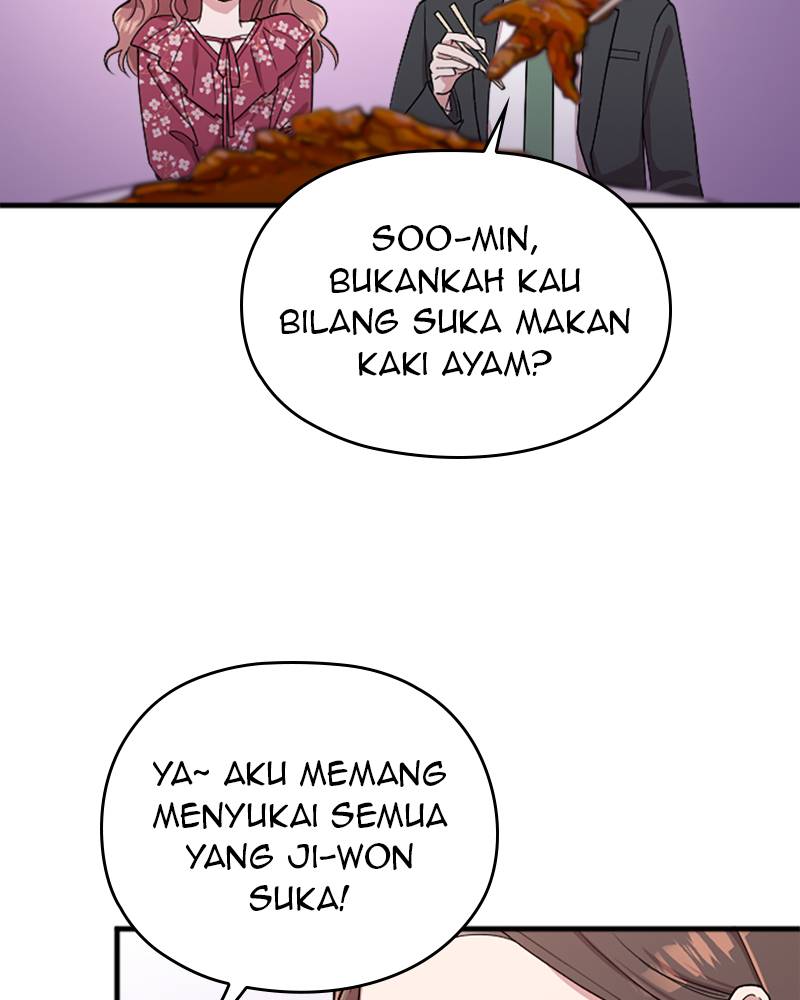 SOO-MIN,
BUKANKAH KAU
BILANG SUKA MAKAN
KAKI AYAM?
YA~ AKU MEMANG
MENYUKAI SEMUA
YANG JI-WON
SUKA!